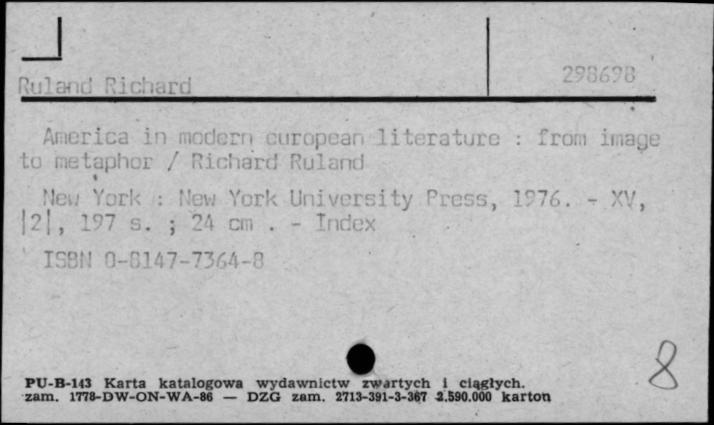 298698
Ruland Richard
America in modern european literature : from image
to metaphor / Richard Ruland
New York : New York University Press, 1976. - XV,
|2|, 197 s. ; 24 cm . - Index
ISBN 0-8147-7364-8
8
PU-B-143 Karta katalogowa wydawnictw zwartych i ciągłych.
zam. 1778-DW-ON-WA-86 — DZG zam. 2713-391-3-367 2.590.000 karton